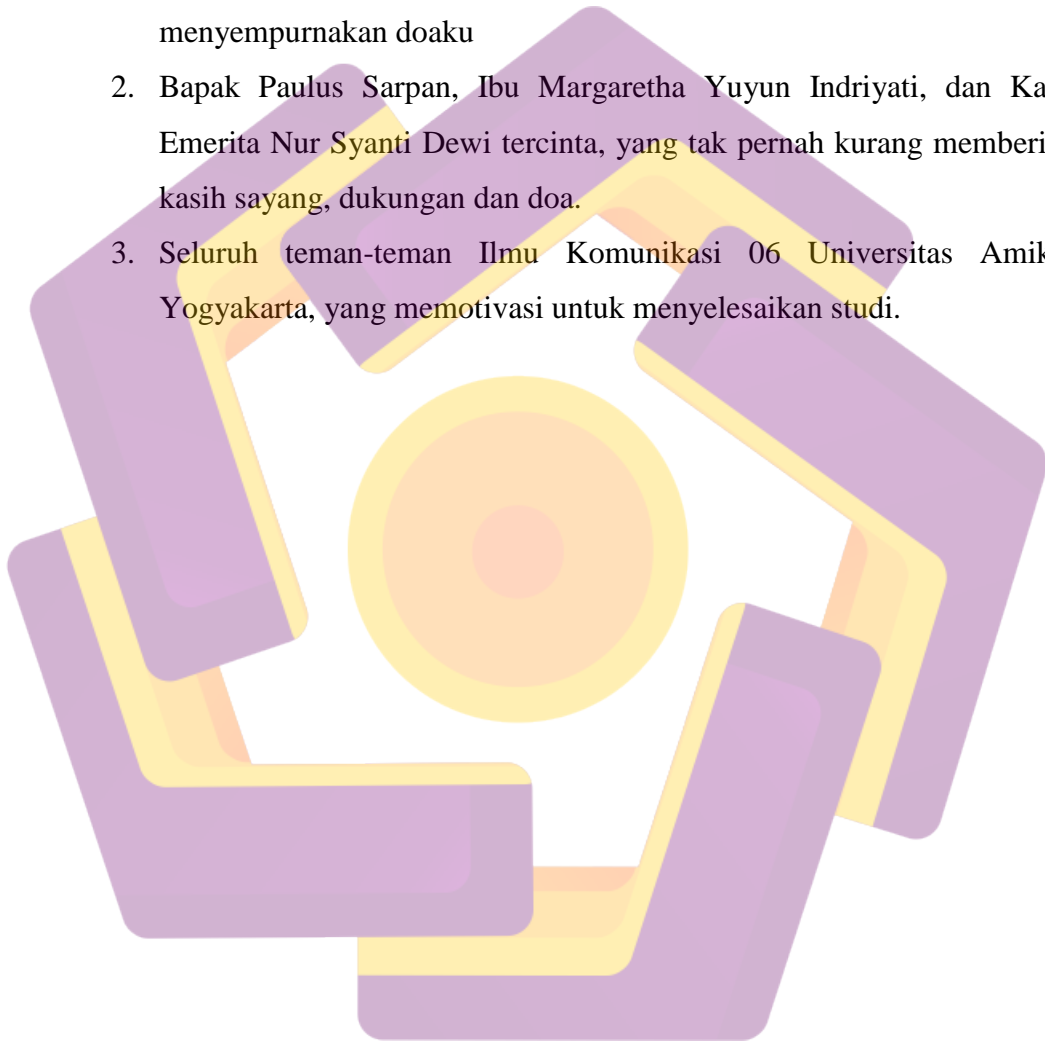 menyempurnakan doaku
2. Bapak Paulus Sarpan, Ibu Margaretha Yuyun Indriyati, dan Ka
Emerita Nur Syanti Dewi tercinta, yang tak pernah kurang memberi
kasih sayang, dukungan dan doa.
3. Seluruh teman-teman Ilmu Komunikasi 06 Universitas Amik
Yogyakarta, yang memotivasi untuk menyelesaikan studi.